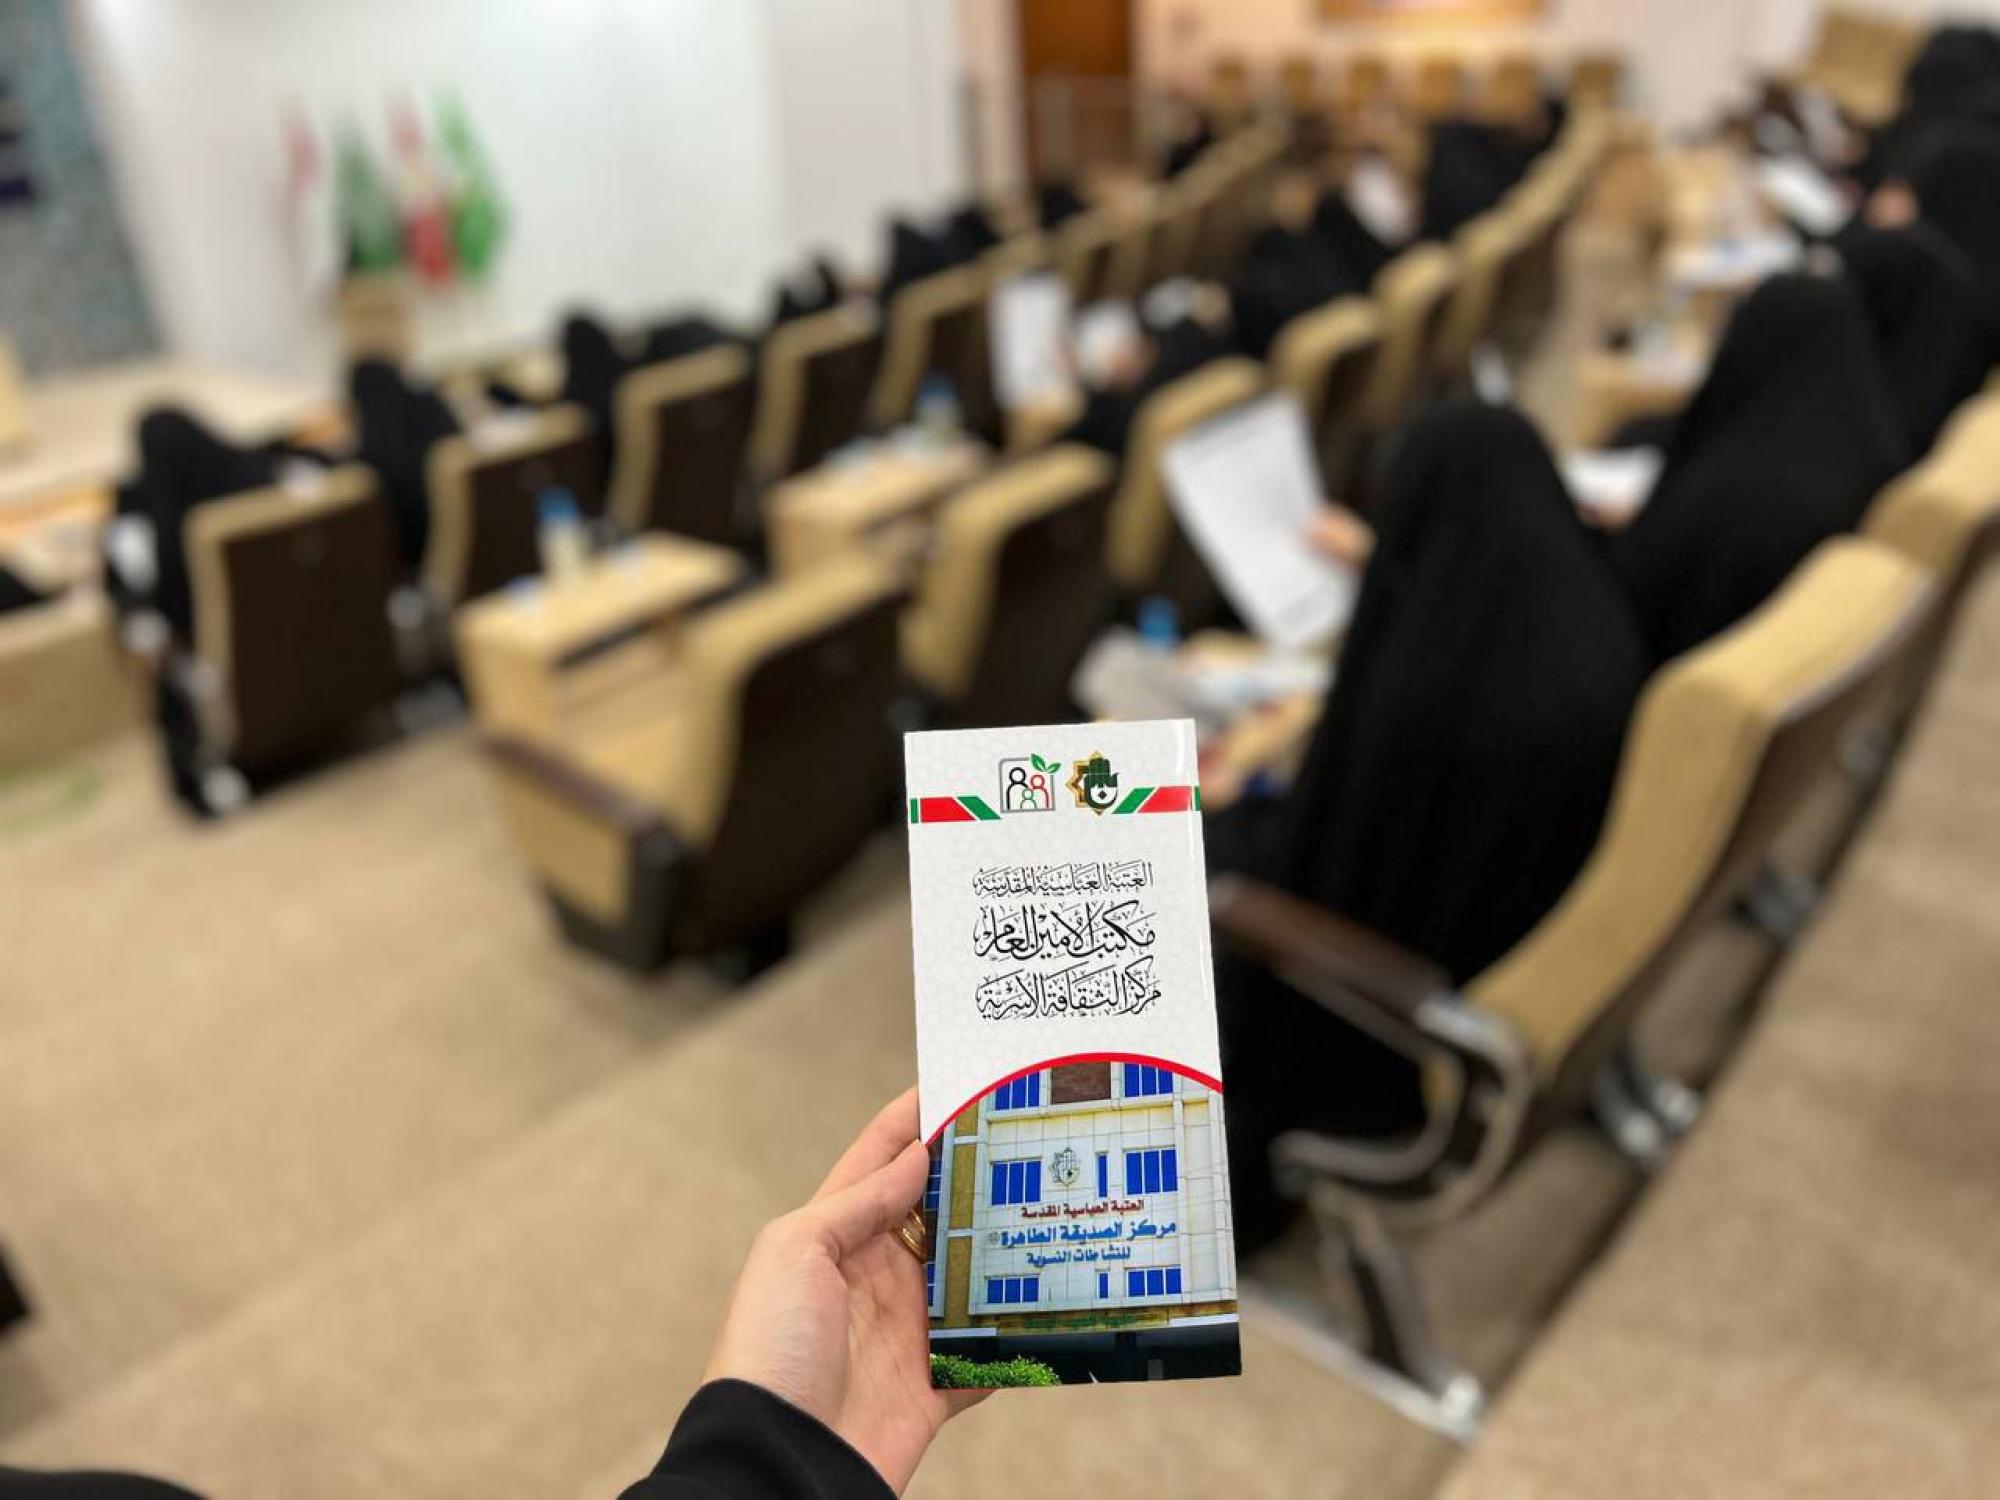 العتبة العباسية المقدسة
مكتب الأمين العام
مركز الثقافة الأسرية
العتبة العباسية المقدسة
مركز الصديقة الطاهرة
للنشاطات النسوية